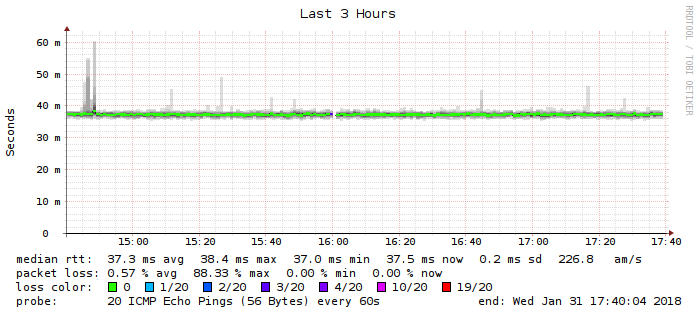 Last 3 Hours
RRDTOOL / TOBI OETIKER
Seconds
60 m
50 m
40 m
30 m
20 m
10 m
0
15:00 15:20 15:40 16:00 16:20 16:40 17:00 17:20 17:40
median rtt: 37.3 ms avg 38.4 ms max 37.0 ms min 37.5 ms now 0.2 ms sd 226.8 am/s
packet loss: 0.57 % avg 88.33 % max 0.00 % min 0.00 % now
loss color: 0 1/20 2/20 3/20 4/20 10/20 19/20
probe: 20 ICMP Echo Pings (56 Bytes) every 60s end: Wed Jan 31 17:40:04 2018